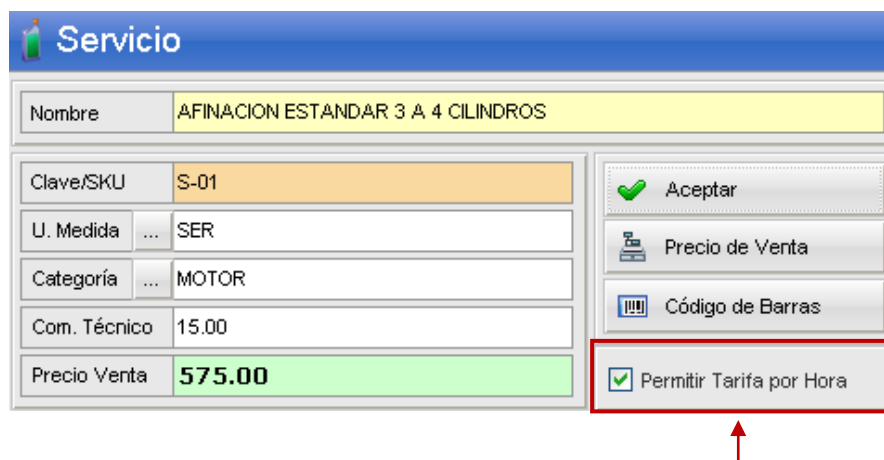 Servicio
Nombre AFINACION ESTANDAR 3 A 4 CILINDROS
Clave/SKU S-01
U. Medida ... SER
Categoría ... MOTOR
Com. Técnico 15.00
Precio Venta 575.00
Aceptar
Precio de Venta
Código de Barras
Permitir Tarifa por Hora